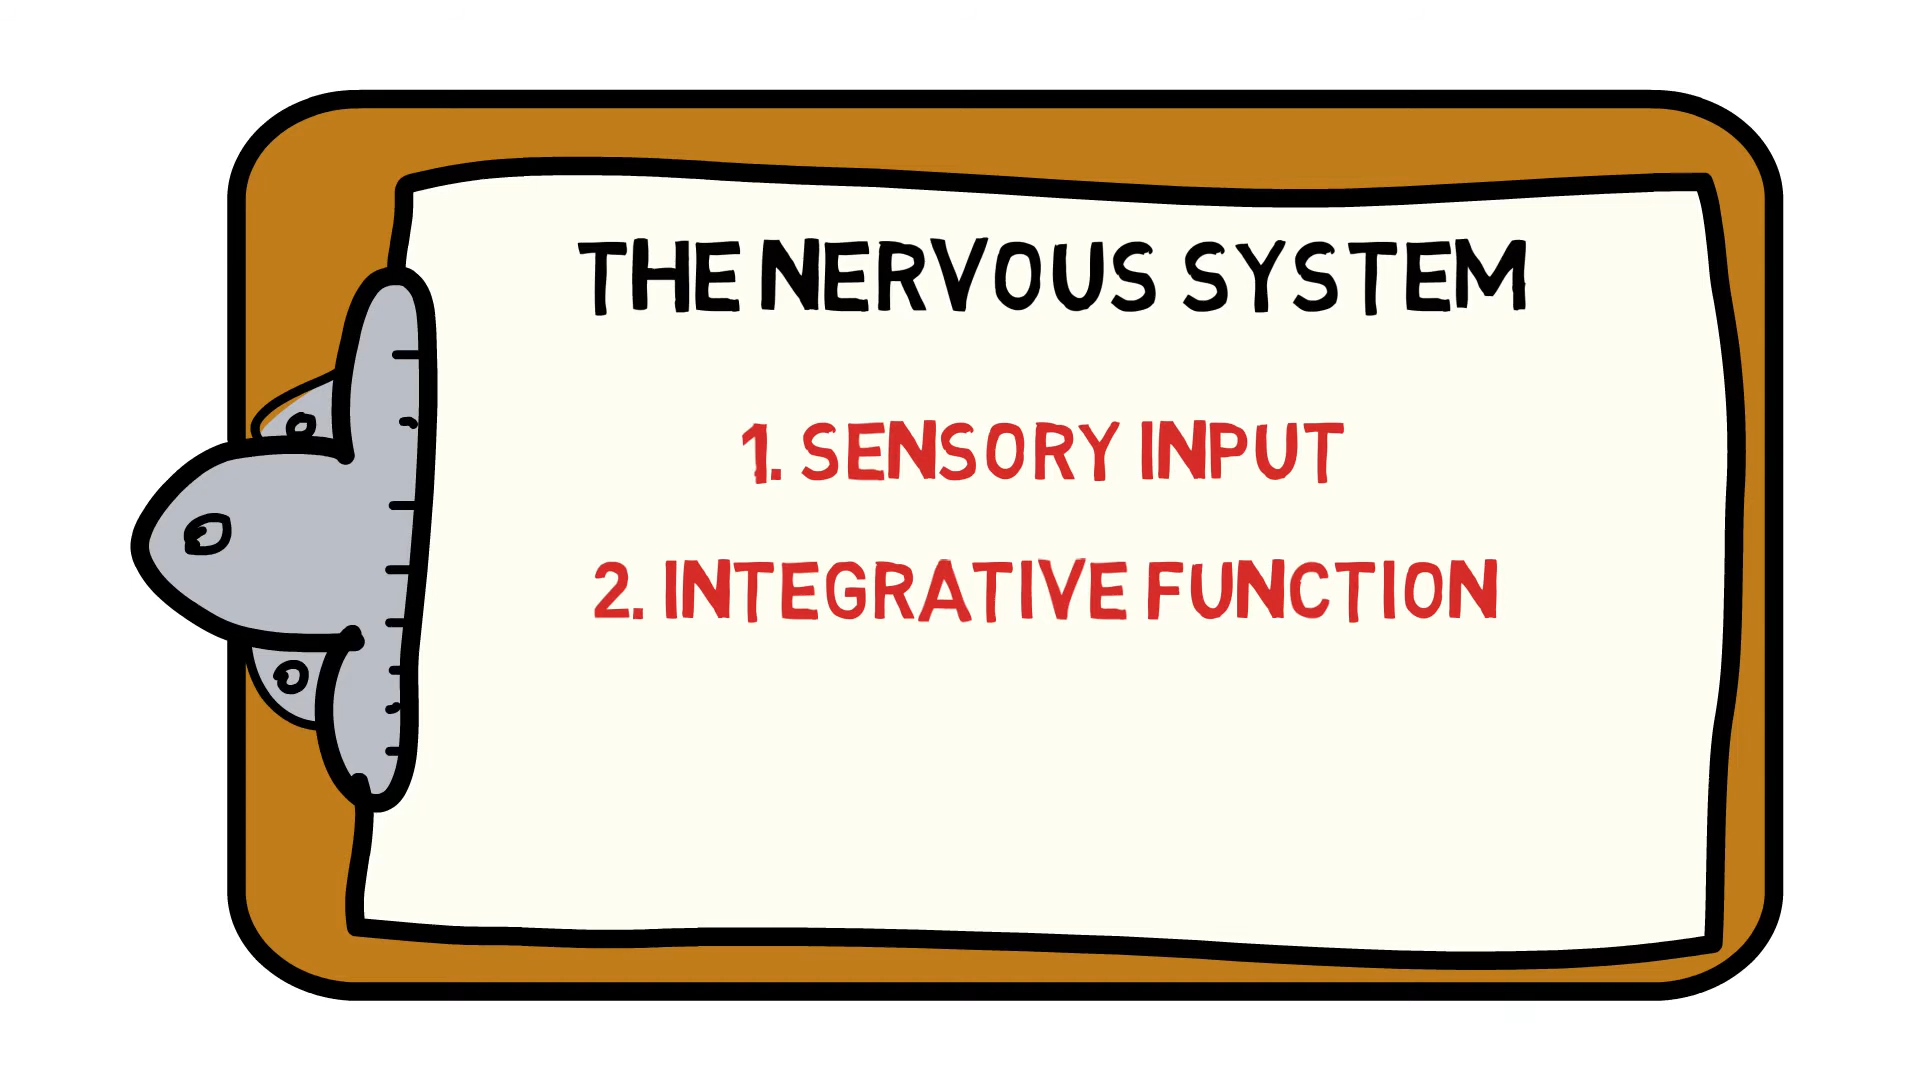 THE NERVOUS SYSTEM
1. SENSORY INPUT
2. INTEGRATIVE FUNCTION